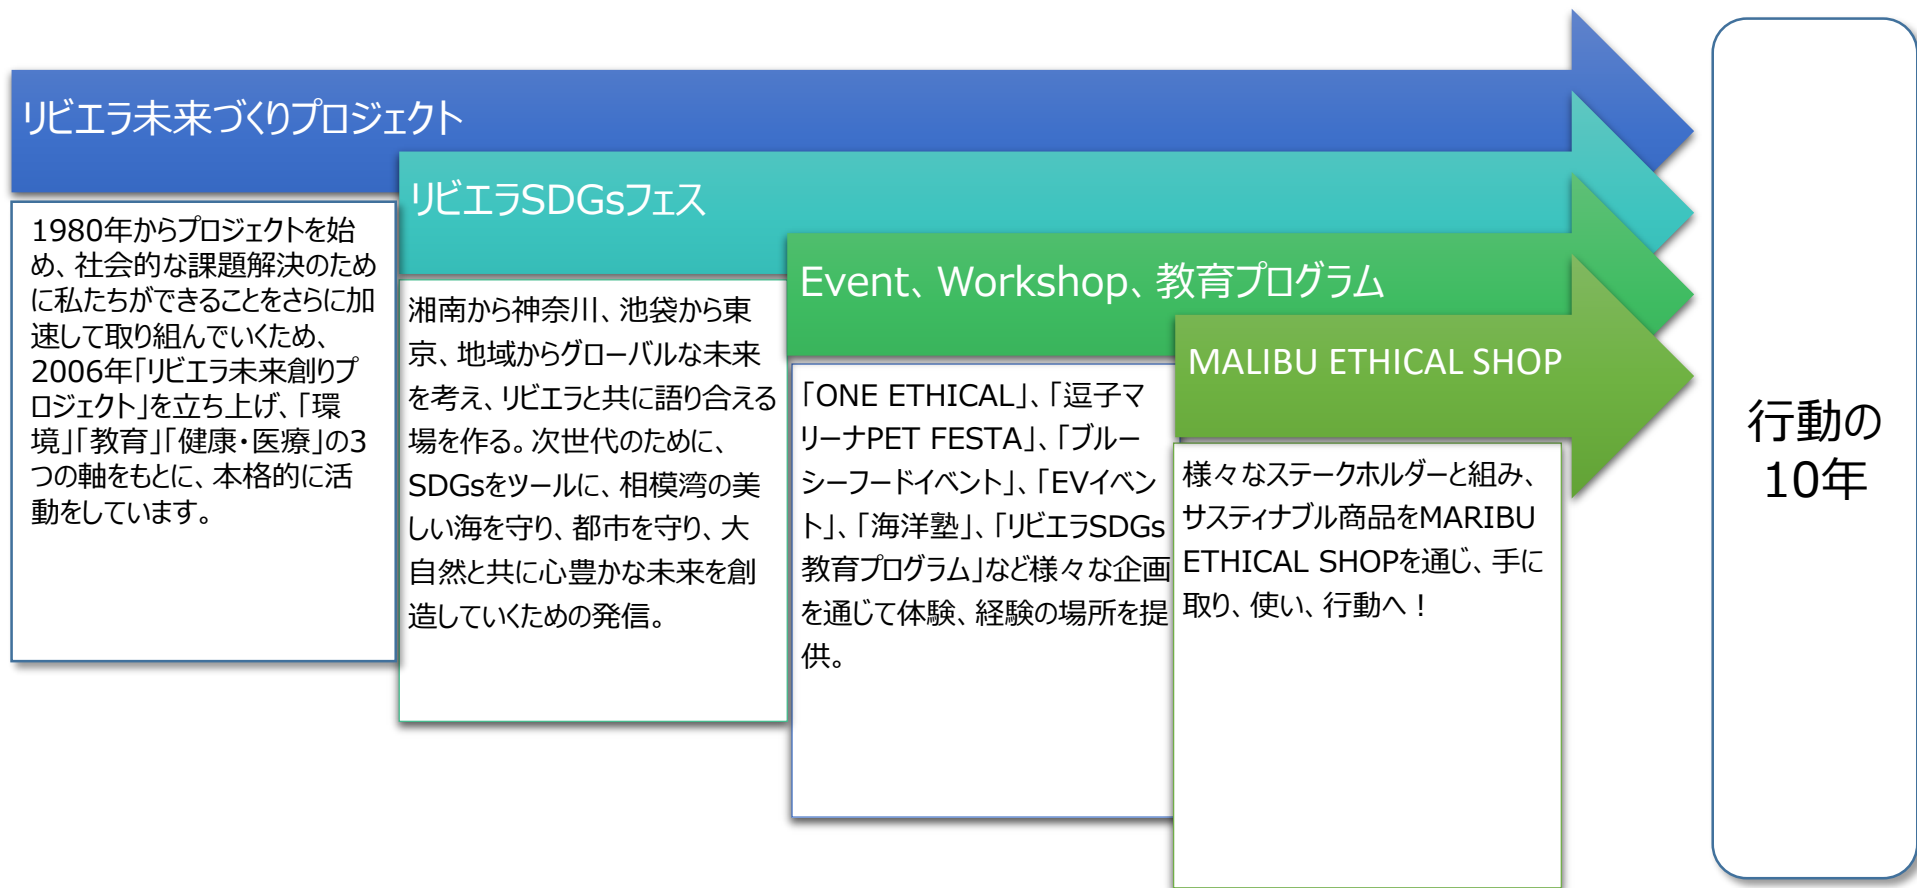 リビエラ未来づくりプロジェクト
1980年からプロジェクトを始
め、社会的な課題解決のため
に私たちができることをさらに加
速して取り組んでいくため、
2006年「リビエラ未来創りプ
ロジェクト」を立ち上げ、「環
境」「教育」「健康・医療」の3
つの軸をもとに、本格的に活
動をしています。
リビエラSDGsフェス
湘南から神奈川、池袋から東
京、地域からグローバルな未来
を考え、リビエラと共に語り合える
場を作る。次世代のために、
SDGsをツールに、相模湾の美
しい海を守り、都市を守り、大
自然と共に心豊かな未来を創
造していくための発信。
Event、Workshop、教育プログラム
「ONE ETHICAL」、「逗子マ
リーナPET FESTA」、「ブルー
シーフードイベント」、「EVイベン
ト」、「海洋塾」、「リビエラSDGs
教育プログラム」など様々な企画
を通じて体験、経験の場所を提
供。
MALIBU ETHICAL SHOP
様々なステークホルダーと組み、
サスティナブル商品をMARIBU
ETHICAL SHOPを通じ、手に
取り、使い、行動へ！
行動の
10年